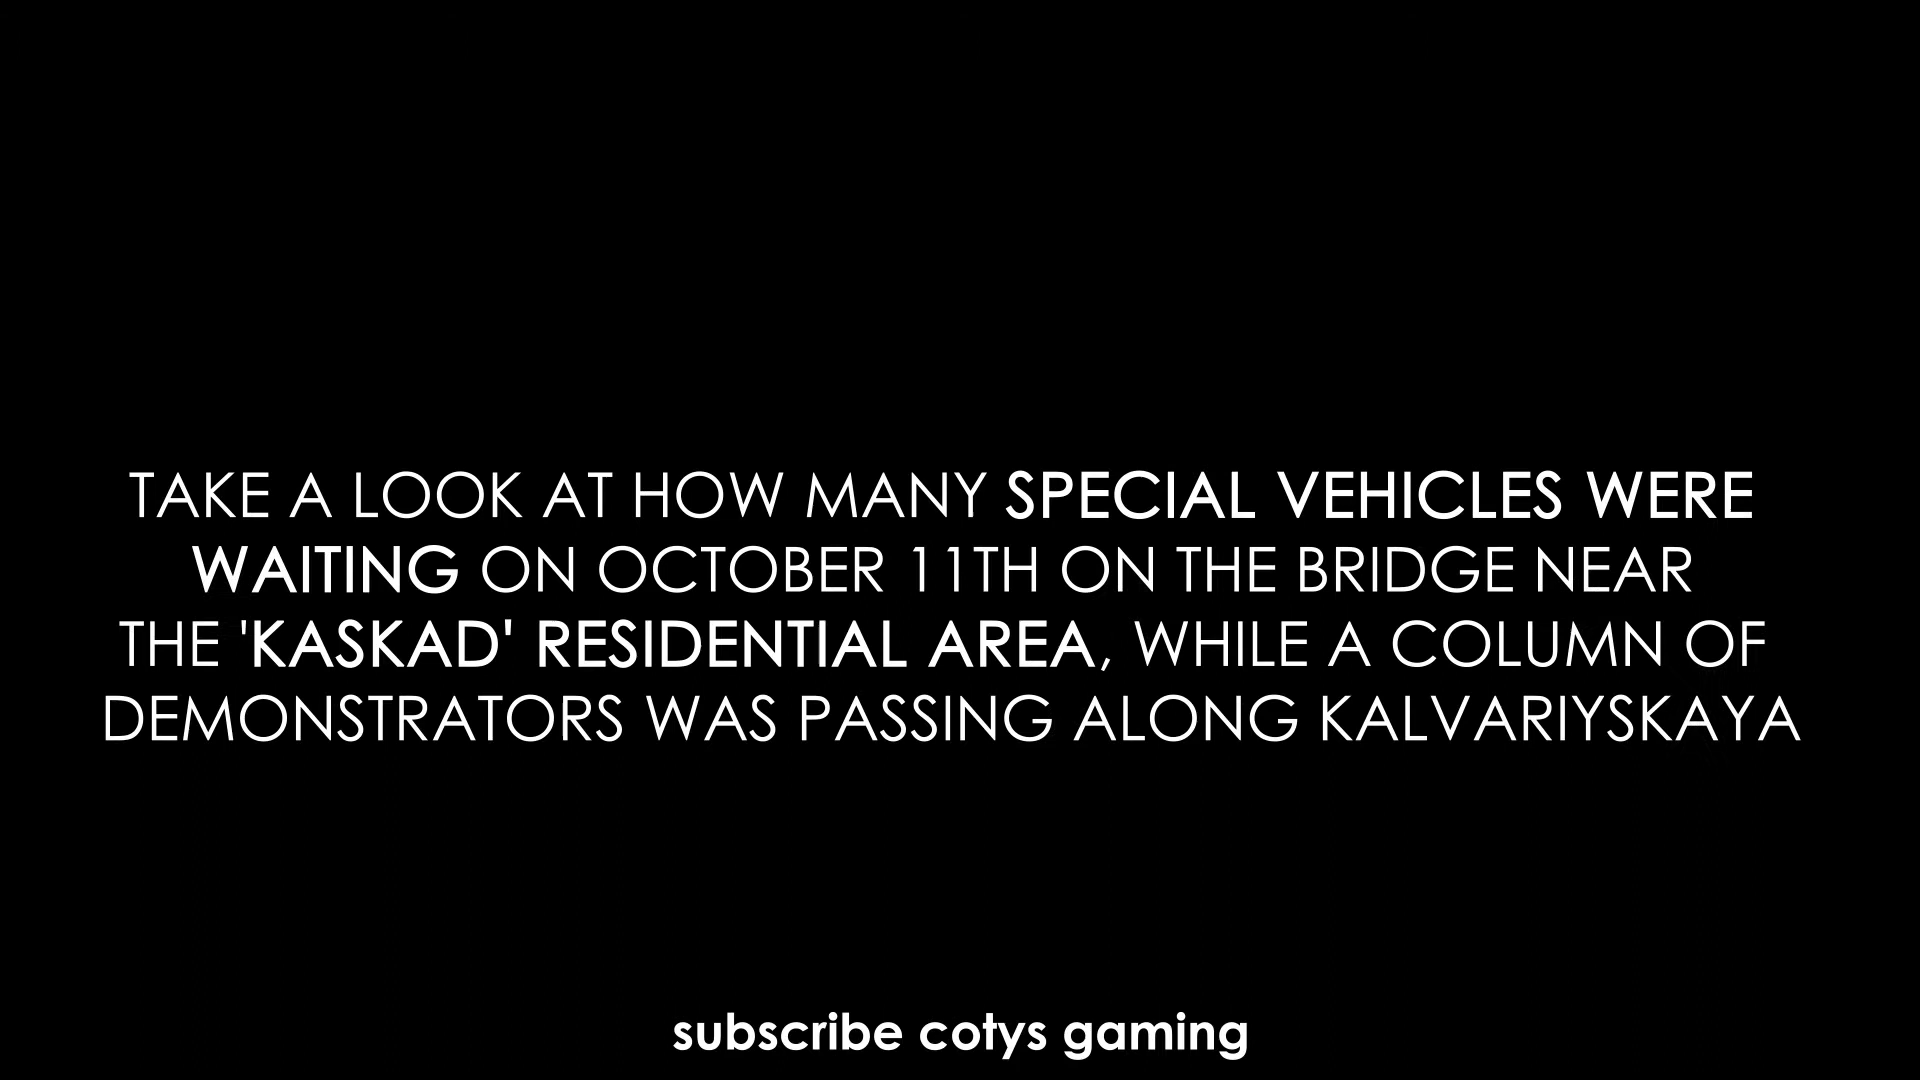 TAKE A LOOK AT HOW MANY SPECIAL VEHICLES WERE
WAITING ON OCTOBER 11TH ON THE BRIDGE NEAR
THE 'KASKAD' RESIDENTIAL AREA, WHILE A COLUMN OF
DEMONSTRATORS WAS PASSING ALONG KALVARIYSKAYA
subscribe cotys gaming